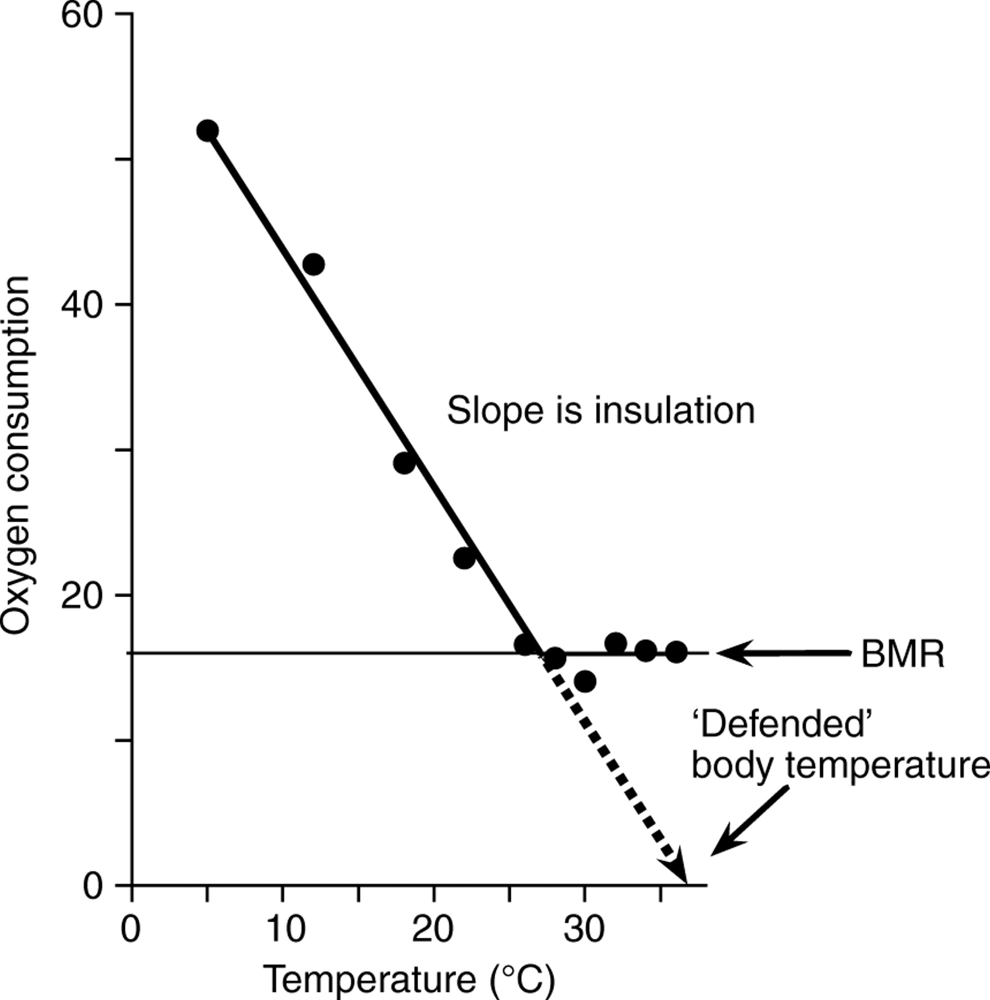 60
40
20
0
Oxygen consumption
Slope is insulation
BMR
‘Defended’
body temperature
0 10 20 30
Temperature (°C)